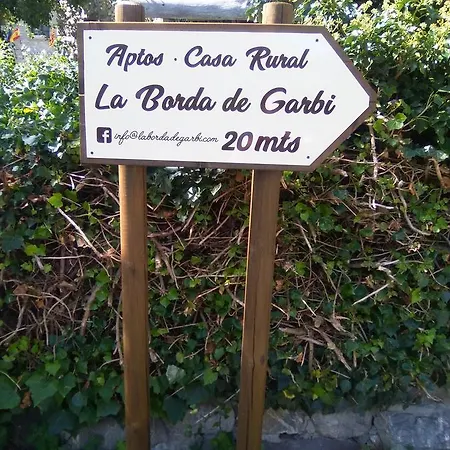 Aptos · Casa Rural
La Borda de Garbi
info@labordadegarbi.com 20 mts